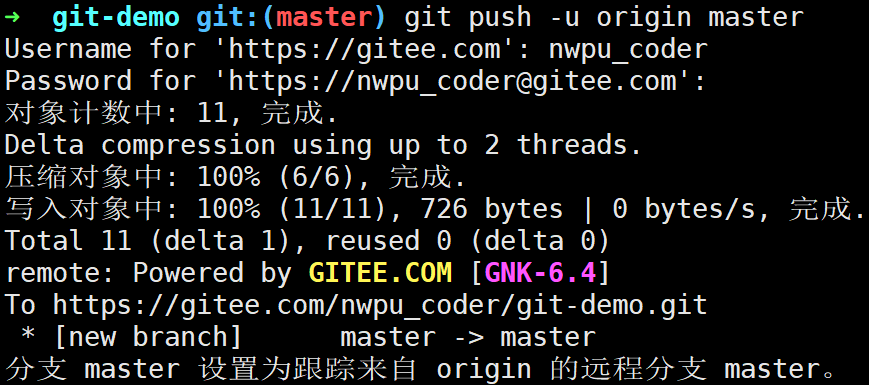 ➜  git-demo git:(master) git push -u origin master
Username for 'https://gitee.com': nwpu_coder
Password for 'https://nwpu_coder@gitee.com':
对象计数中: 11, 完成.
Delta compression using up to 2 threads.
压缩对象中: 100% (6/6), 完成.
写入对象中: 100% (11/11), 726 bytes | 0 bytes/s, 完成.
Total 11 (delta 1), reused 0 (delta 0)
remote: Powered by GITEE.COM [GNK-6.4]
To https://gitee.com/nwpu_coder/git-demo.git
 * [new branch]      master -> master
分支 master 设置为跟踪来自 origin 的远程分支 master。